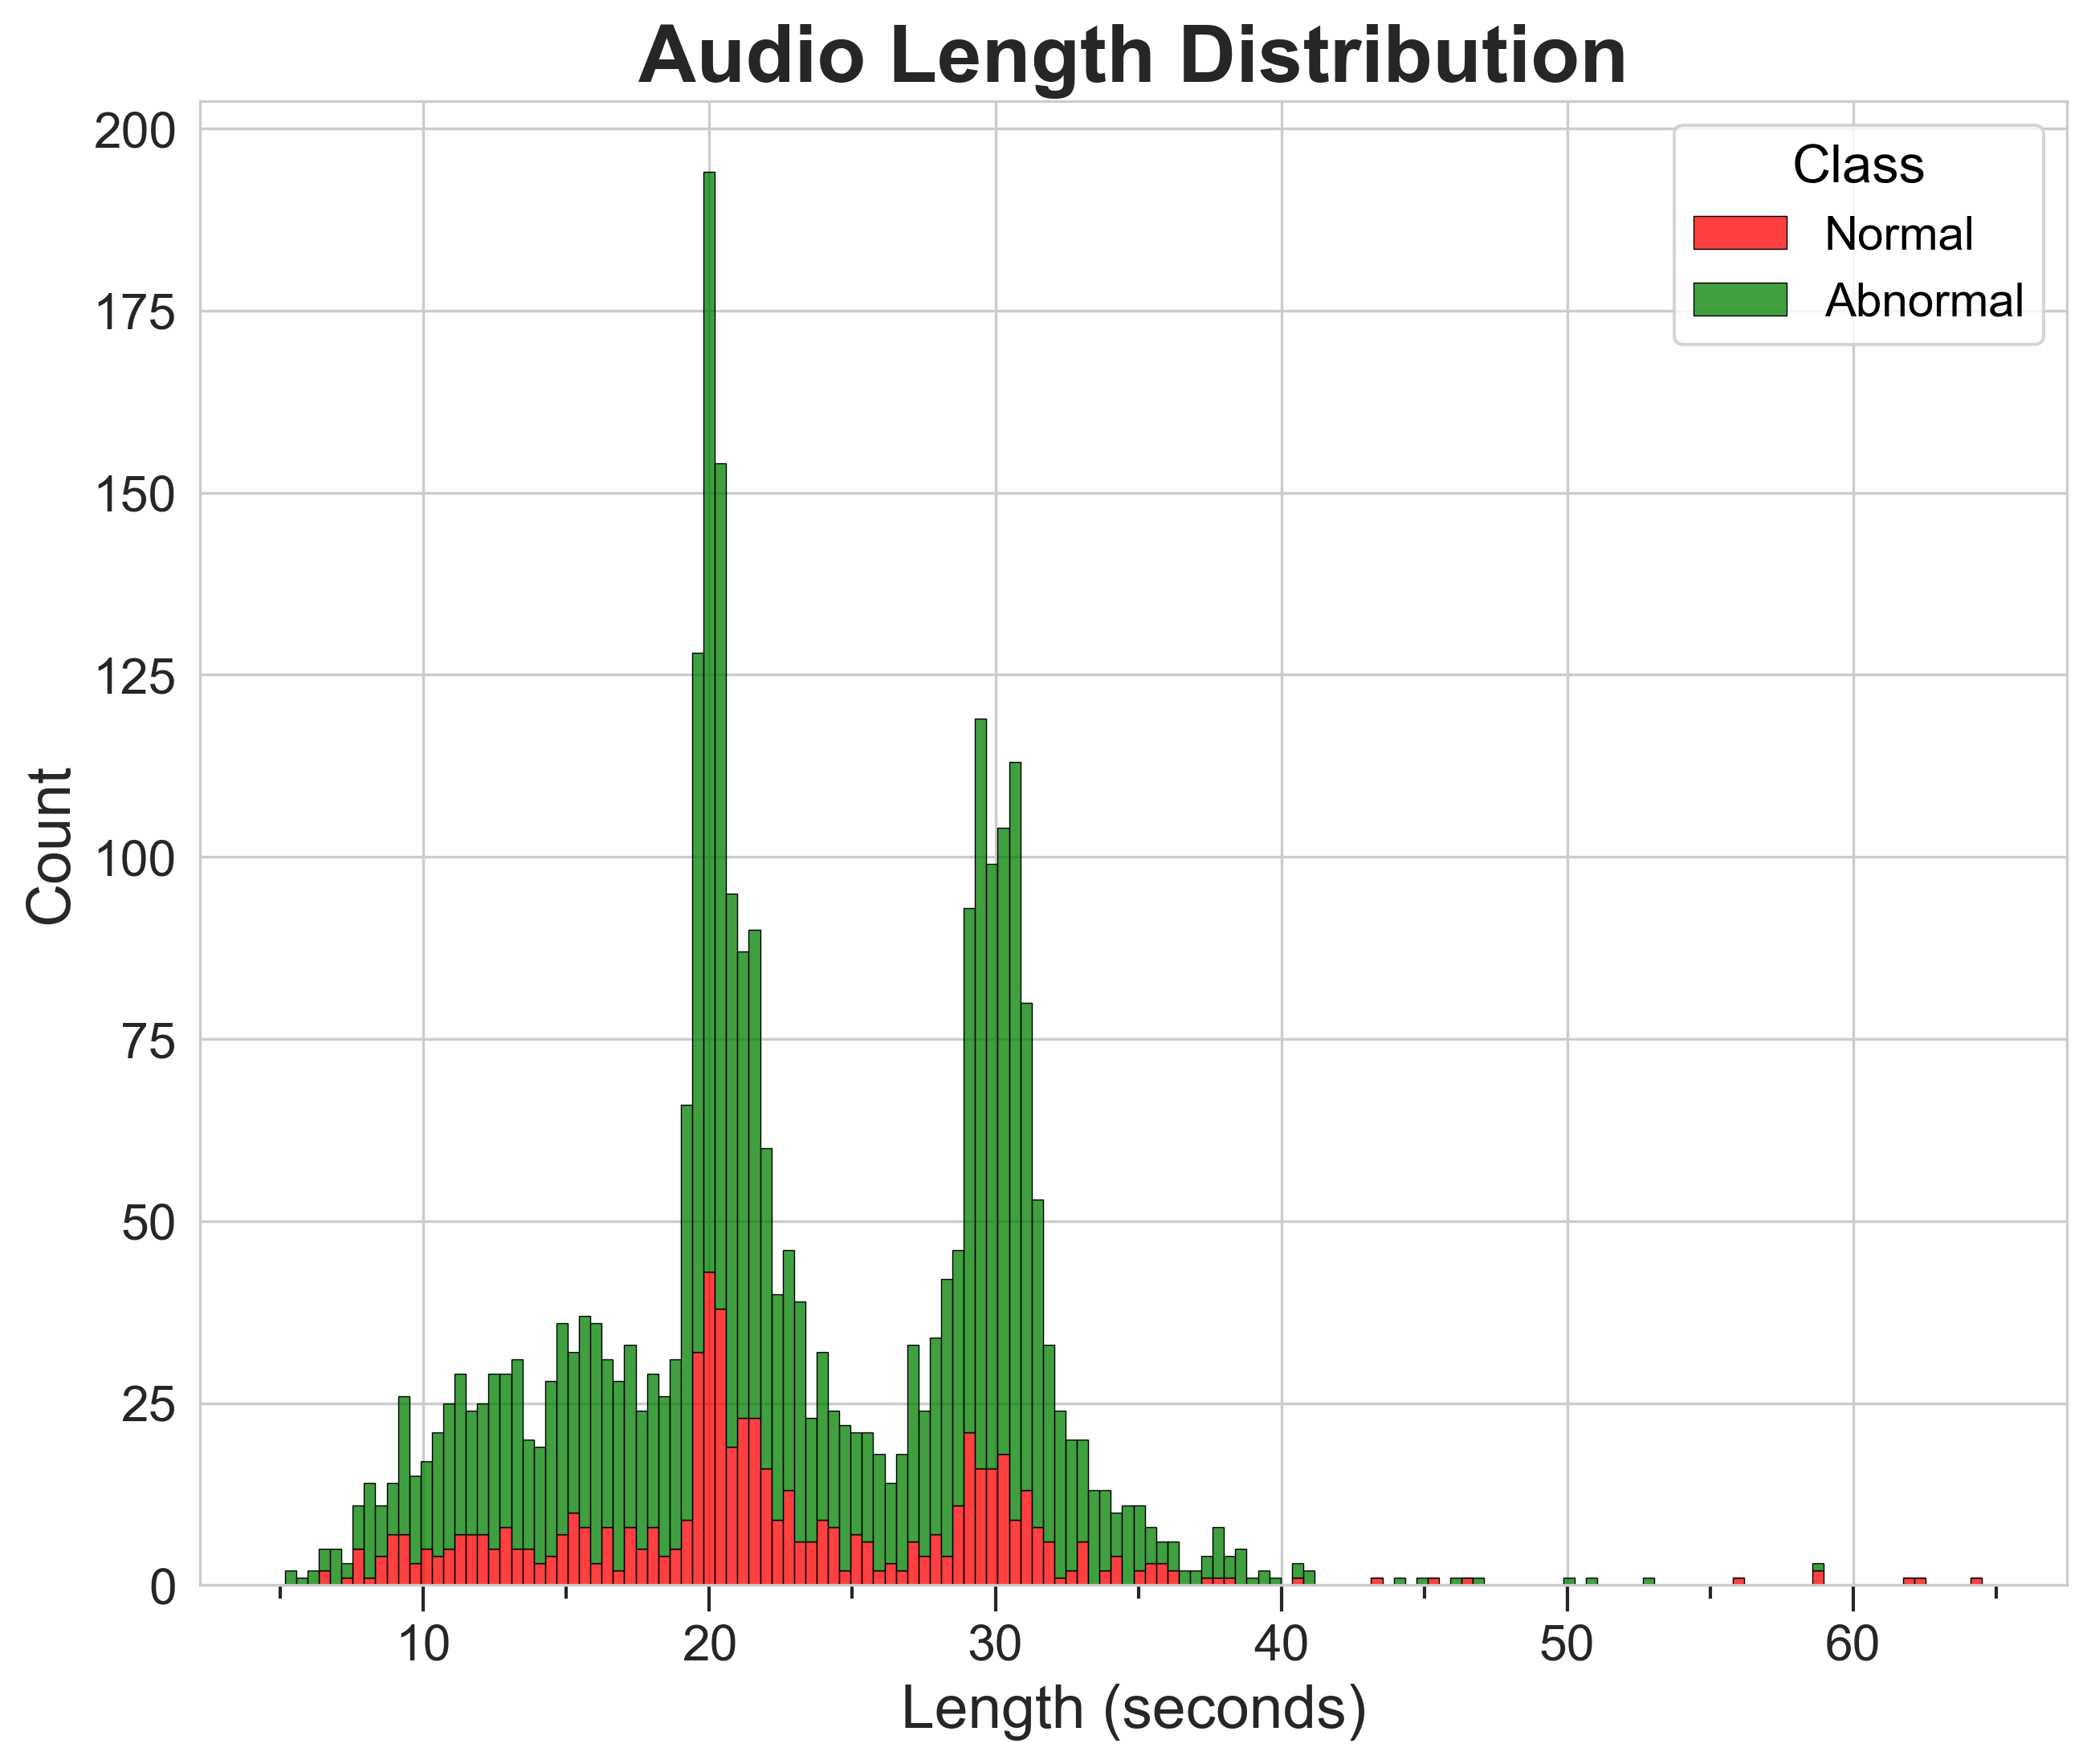 Audio Length Distribution
200
175
150
125
100
75
50
25
0
Count
Class
Normal
Abnormal
10 20 30 40 50 60
Length (seconds)